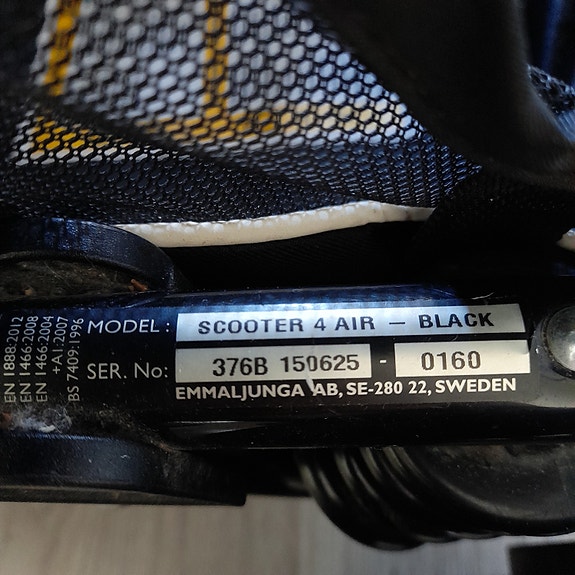 EN 1888:2012
EN 1466:2008
EN 1466:2004
+A1:2007
BS 7409:1996
MODEL : SCOOTER 4 AIR – BLACK
SER. No: 376B 150625 - 0160
EMMALJUNGA AB, SE-280 22, SWEDEN